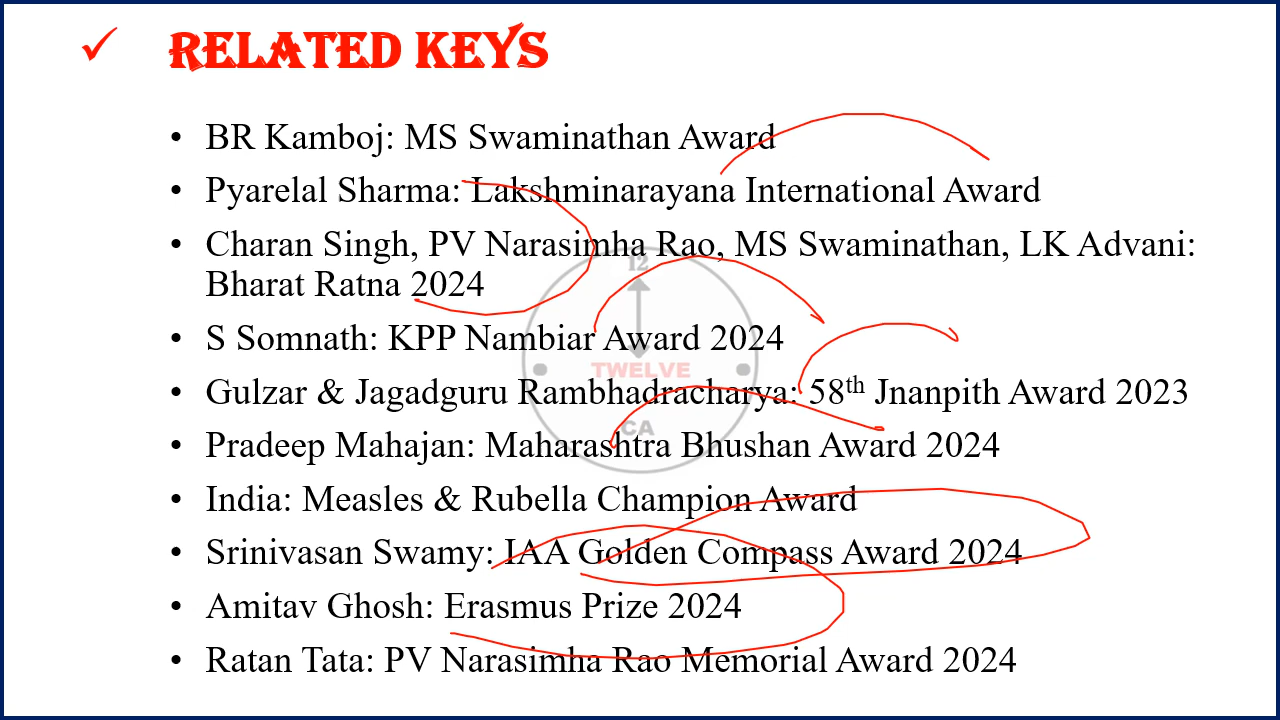 ✓ RELATED KEYS
• BR Kamboj: MS Swaminathan Award
• Pyarelal Sharma: Lakshminarayana International Award
• Charan Singh, PV Narasimha Rao, MS Swaminathan, LK Advani:
Bharat Ratna 2024
12
• S Somnath: KPP Nambiar Award 2024
TWELVE
• Gulzar & Jagadguru Rambhadracharya: 58th Jnanpith Award 2023
CA
• Pradeep Mahajan: Maharashtra Bhushan Award 2024
• India: Measles & Rubella Champion Award
• Srinivasan Swamy: IAA Golden Compass Award 2024
• Amitav Ghosh: Erasmus Prize 2024
• Ratan Tata: PV Narasimha Rao Memorial Award 2024